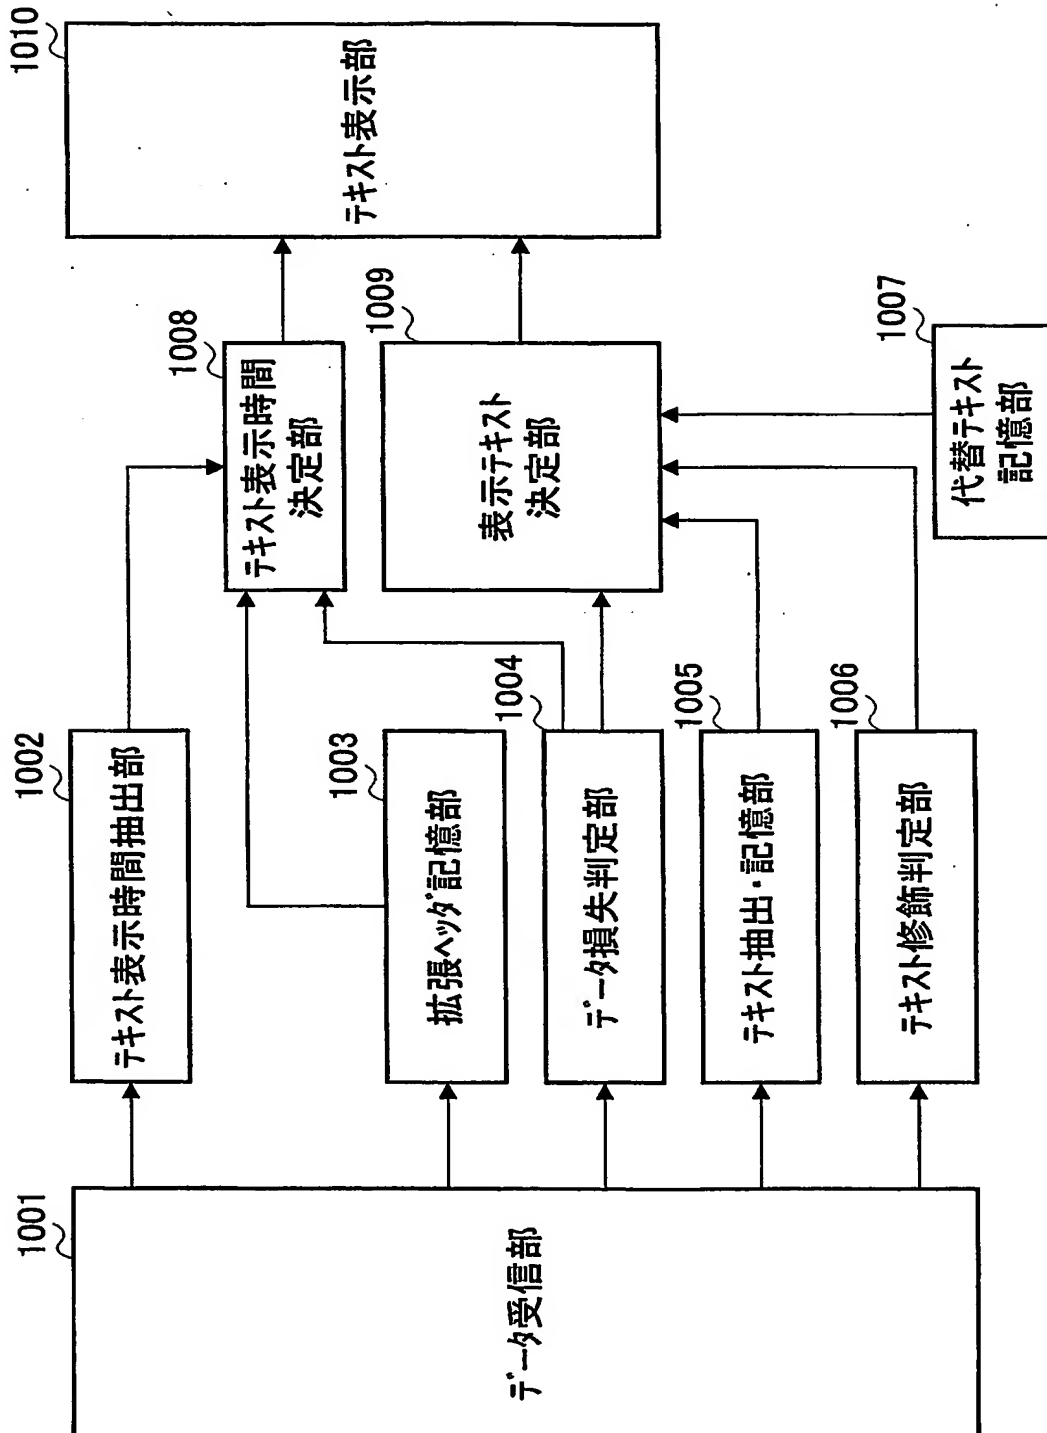 1001
データ受信部
1002
テキスト表示時間抽出部
1003
拡張ヘッダ記憶部
1004
データ損失判定部
1005
テキスト抽出・記憶部
1006
テキスト修飾判定部
1007
代替テキスト
記憶部
1008
テキスト表示時間
決定部
1009
表示テキスト
決定部
1010
テキスト表示部